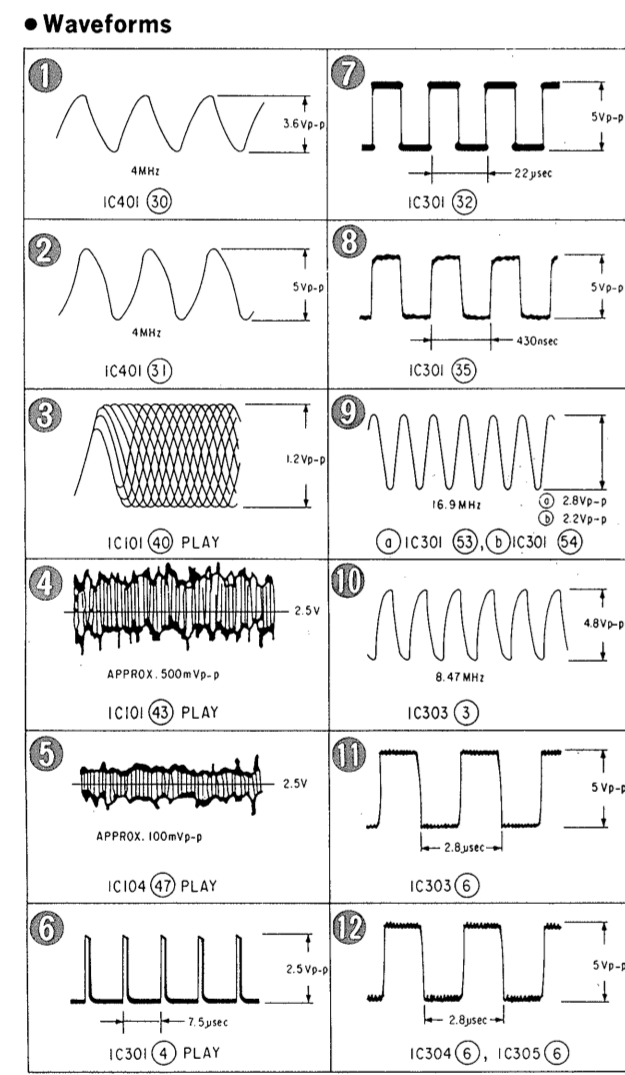 • Waveforms
1
3.6Vp-p
4MHz
IC401 30
2
5Vp-p
4MHz
IC401 31
3
1.2Vp-p
IC101 40 PLAY
4
2.5V
APPROX. 500mVp-p
IC101 43 PLAY
5
2.5V
APPROX. 100mVp-p
IC104 47 PLAY
6
2.5Vp-p
7.5μsec
IC301 4 PLAY
7
5Vp-p
22μsec
IC301 32
8
5Vp-p
430nsec
IC301 35
9
16.9MHz
a 2.8Vp-p
b 2.2Vp-p
a IC301 53, b IC301 54
10
4.8Vp-p
8.47MHz
IC303 3
11
5Vp-p
2.8μsec
IC303 6
12
5Vp-p
2.8μsec
IC304 6, IC305 6